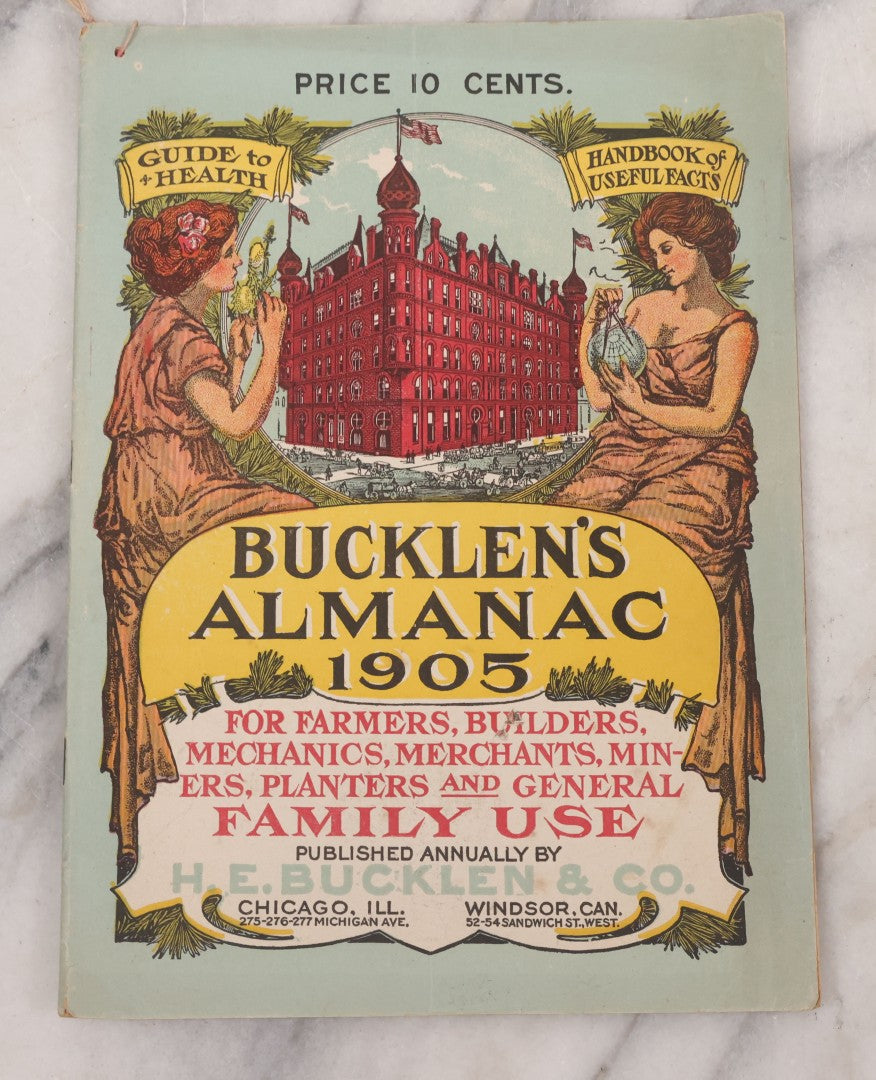 PRICE 10 CENTS.
GUIDE to
HEALTH
HANDBOOK of
USEFUL FACTS
BUCKLEN'S
ALMANAC
1905
FOR FARMERS, BUILDERS,
MECHANICS, MERCHANTS, MIN-
ERS, PLANTERS AND GENERAL
FAMILY USE
PUBLISHED ANNUALLY BY
H. E. BUCKLEN & CO.
CHICAGO, ILL.
275-276-277 MICHIGAN AVE.
WINDSOR, CAN.
52-54 SANDWICH ST., WEST.